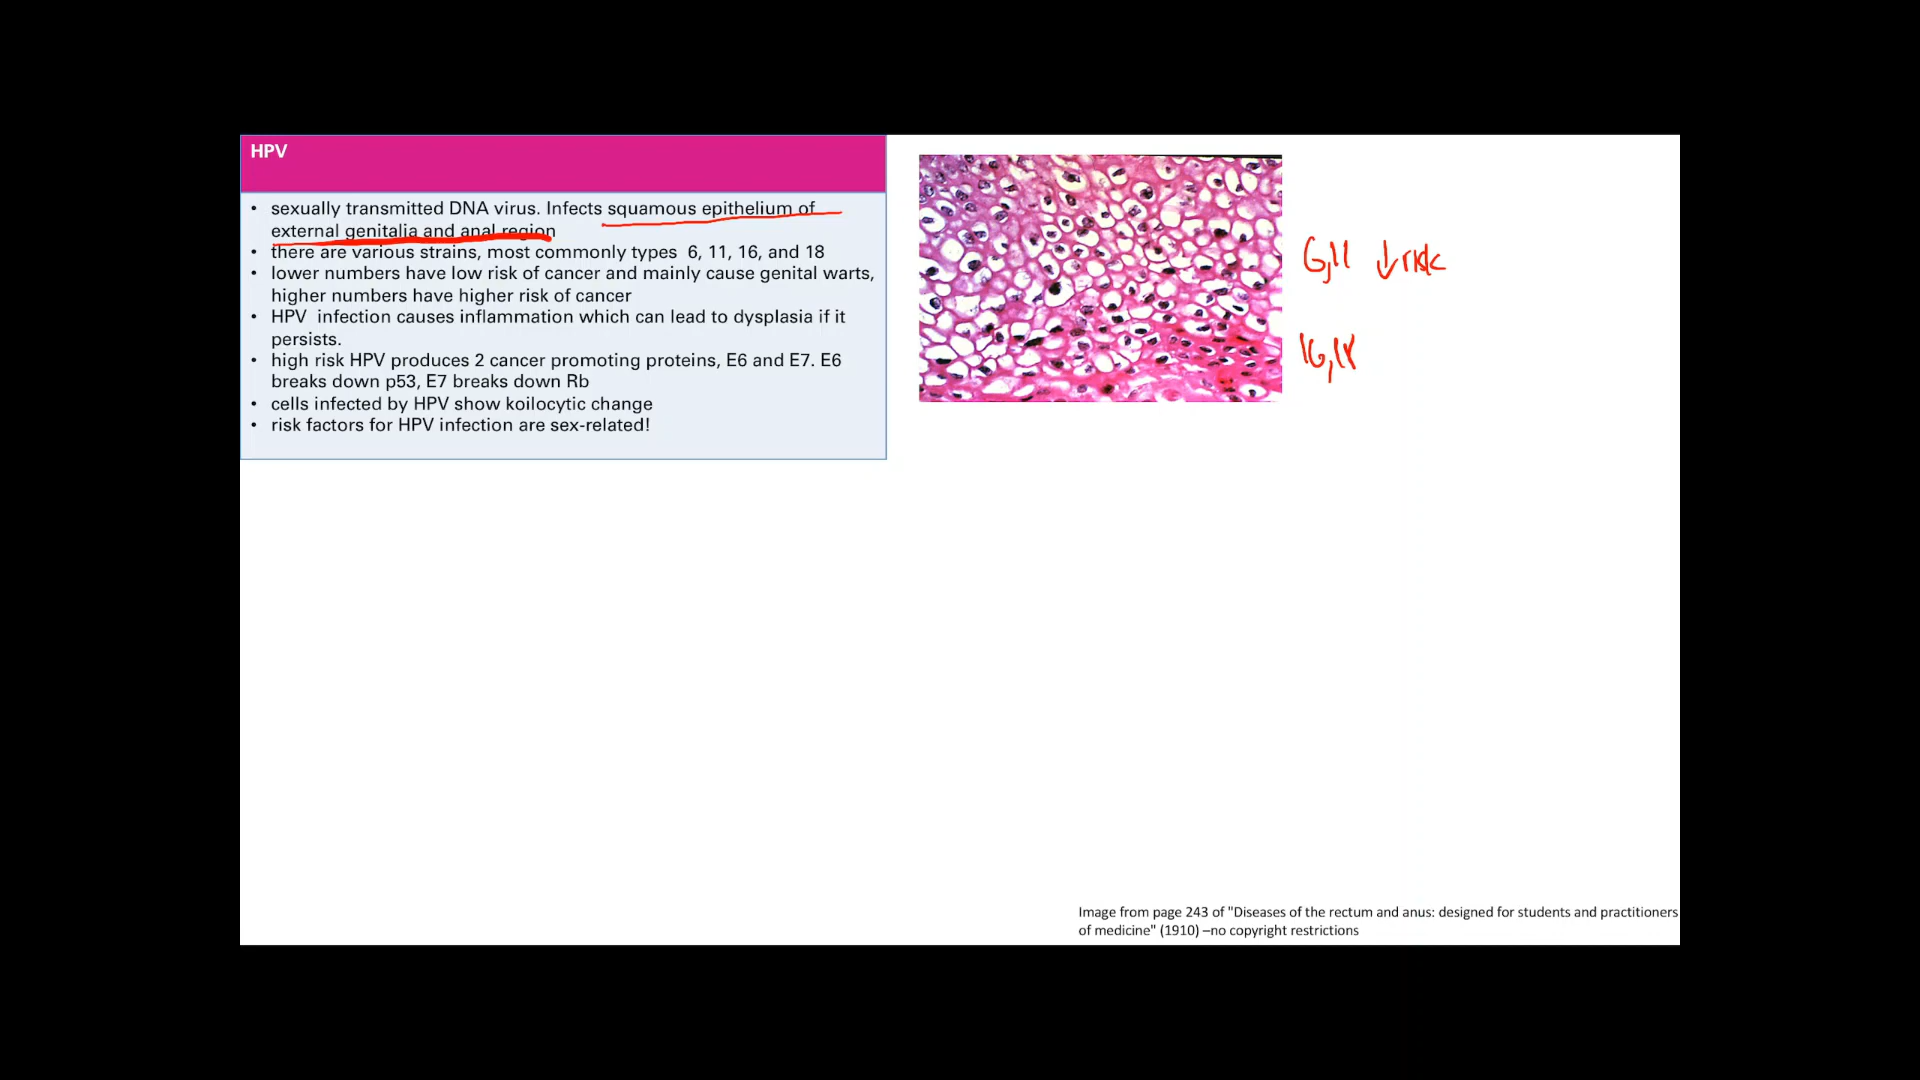 HPV
• sexually transmitted DNA virus. Infects squamous epithelium of
external genitalia and anal region
• there are various strains, most commonly types 6, 11, 16, and 18
• lower numbers have low risk of cancer and mainly cause genital warts,
higher numbers have higher risk of cancer
• HPV infection causes inflammation which can lead to dysplasia if it
persists.
• high risk HPV produces 2 cancer promoting proteins, E6 and E7. E6
breaks down p53, E7 breaks down Rb
• cells infected by HPV show koilocytic change
• risk factors for HPV infection are sex-related!
6,11 ↓ risk
16,18
Image from page 243 of "Diseases of the rectum and anus: designed for students and practitioners
of medicine" (1910) –no copyright restrictions